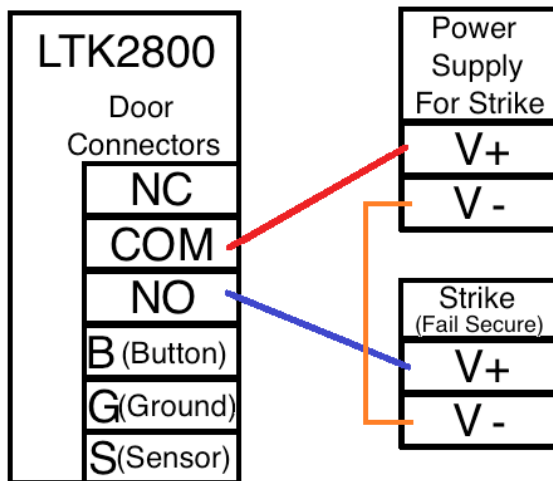 LTK2800
Door
Connectors
NC
COM
NO
B (Button)
G(Ground)
S(Sensor)
Power
Supply
For Strike
V+
V -
Strike
(Fail Secure)
V+
V -